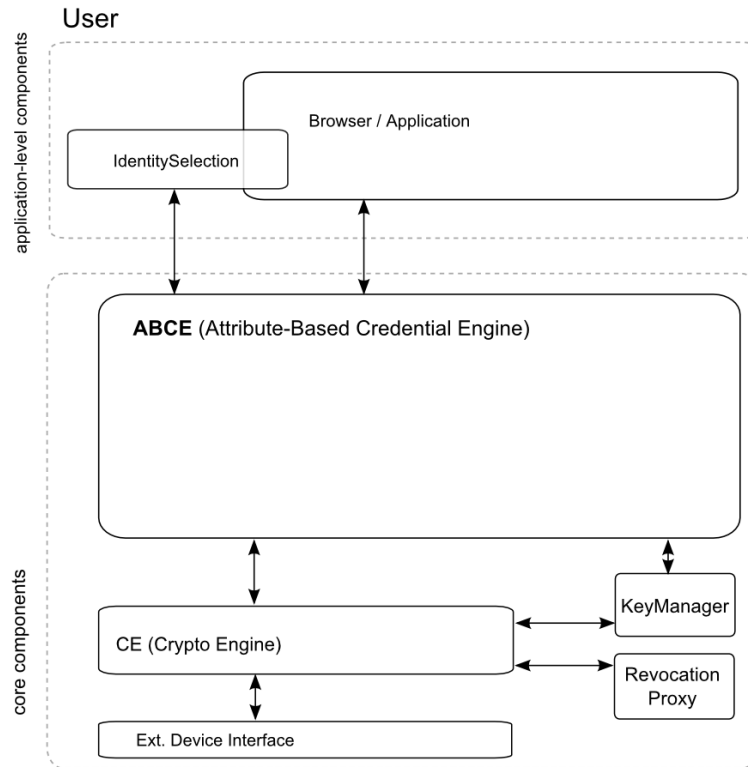 User
application-level components
Browser / Application
IdentitySelection
ABCE (Attribute-Based Credential Engine)
core components
KeyManager
CE (Crypto Engine)
Revocation
Proxy
Ext. Device Interface